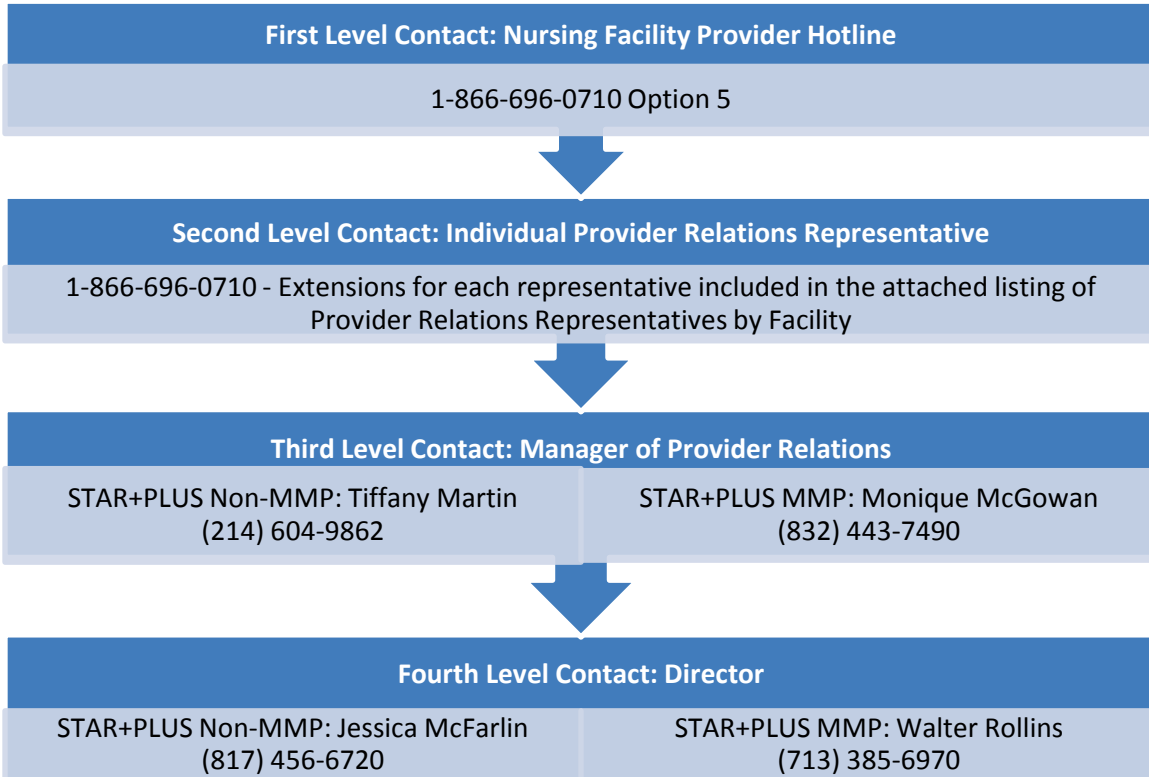 First Level Contact: Nursing Facility Provider Hotline
1-866-696-0710 Option 5
Second Level Contact: Individual Provider Relations Representative
1-866-696-0710 - Extensions for each representative included in the attached listing of
Provider Relations Representatives by Facility
Third Level Contact: Manager of Provider Relations
STAR+PLUS Non-MMP: Tiffany Martin
(214) 604-9862
STAR+PLUS MMP: Monique McGowan
(832) 443-7490
Fourth Level Contact: Director
STAR+PLUS Non-MMP: Jessica McFarlin
(817) 456-6720
STAR+PLUS MMP: Walter Rollins
(713) 385-6970